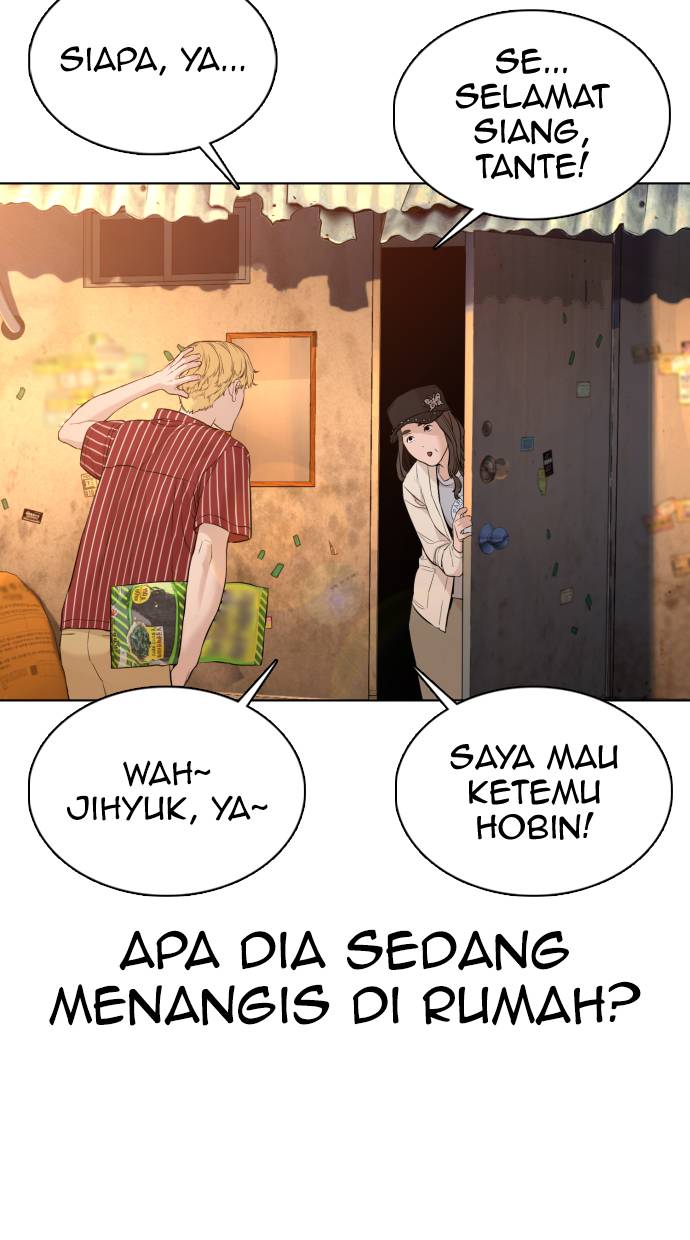 SIAPA, YA...
SE...
SELAMAT
SIANG,
TANTE!
WAH~
JIHYUK, YA~
SAYA MAU
KETEMU
HOBIN!
APA DIA SEDANG
MENANGIS DI RUMAH?